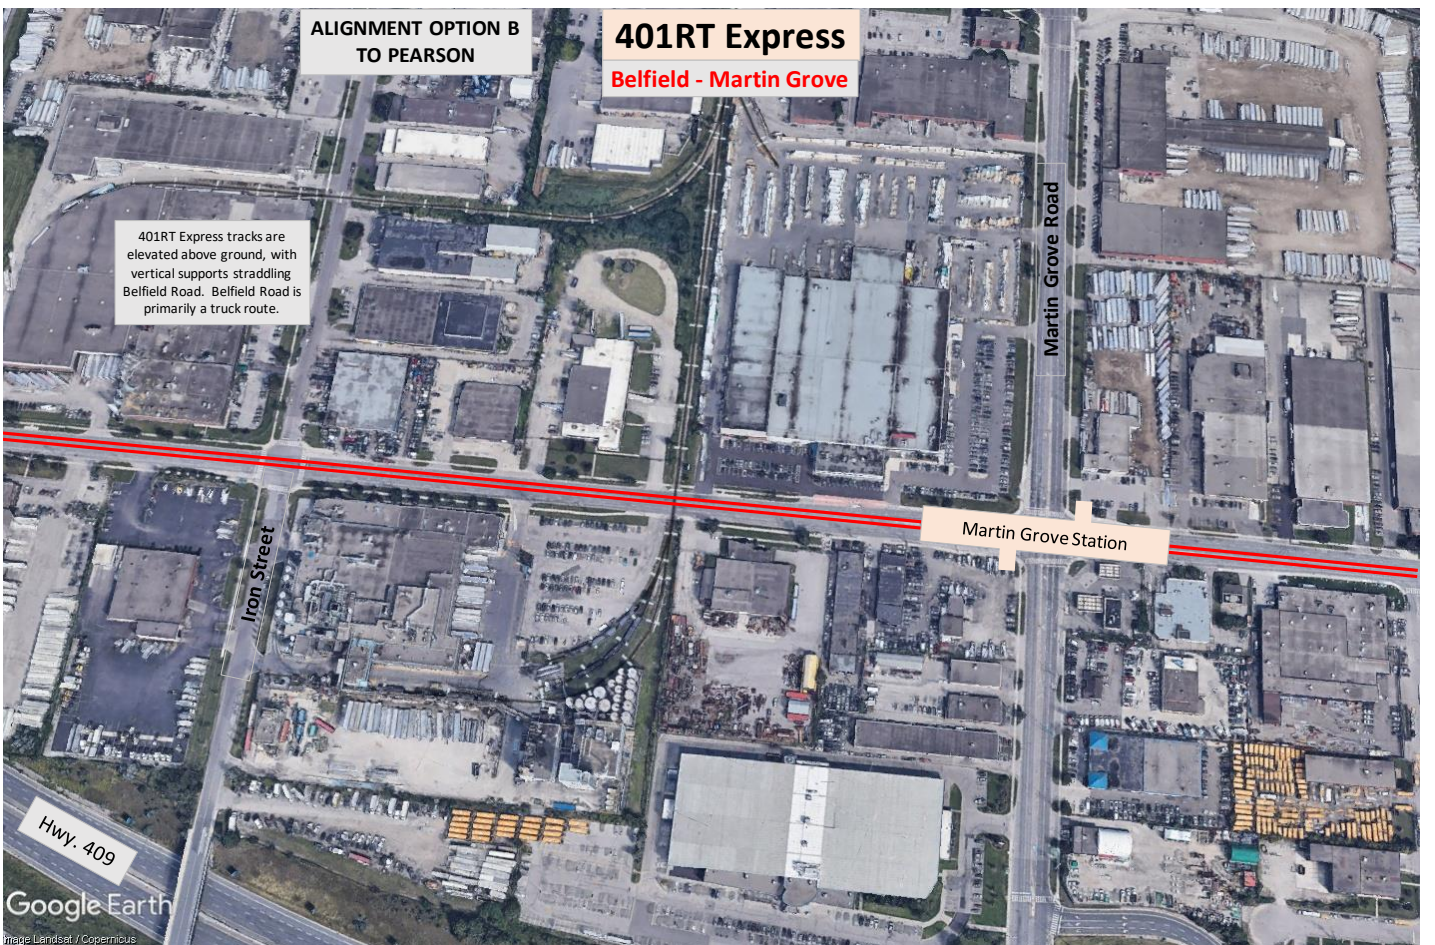 ALIGNMENT OPTION B
TO PEARSON
401RT Express
Belfield - Martin Grove
401RT Express tracks are
elevated above ground, with
vertical supports straddling
Belfield Road.  Belfield Road is
primarily a truck route.
Martin Grove Road
Martin Grove Station
Iron Street
Hwy. 409
Google Earth
mage Landsat / Copernicus